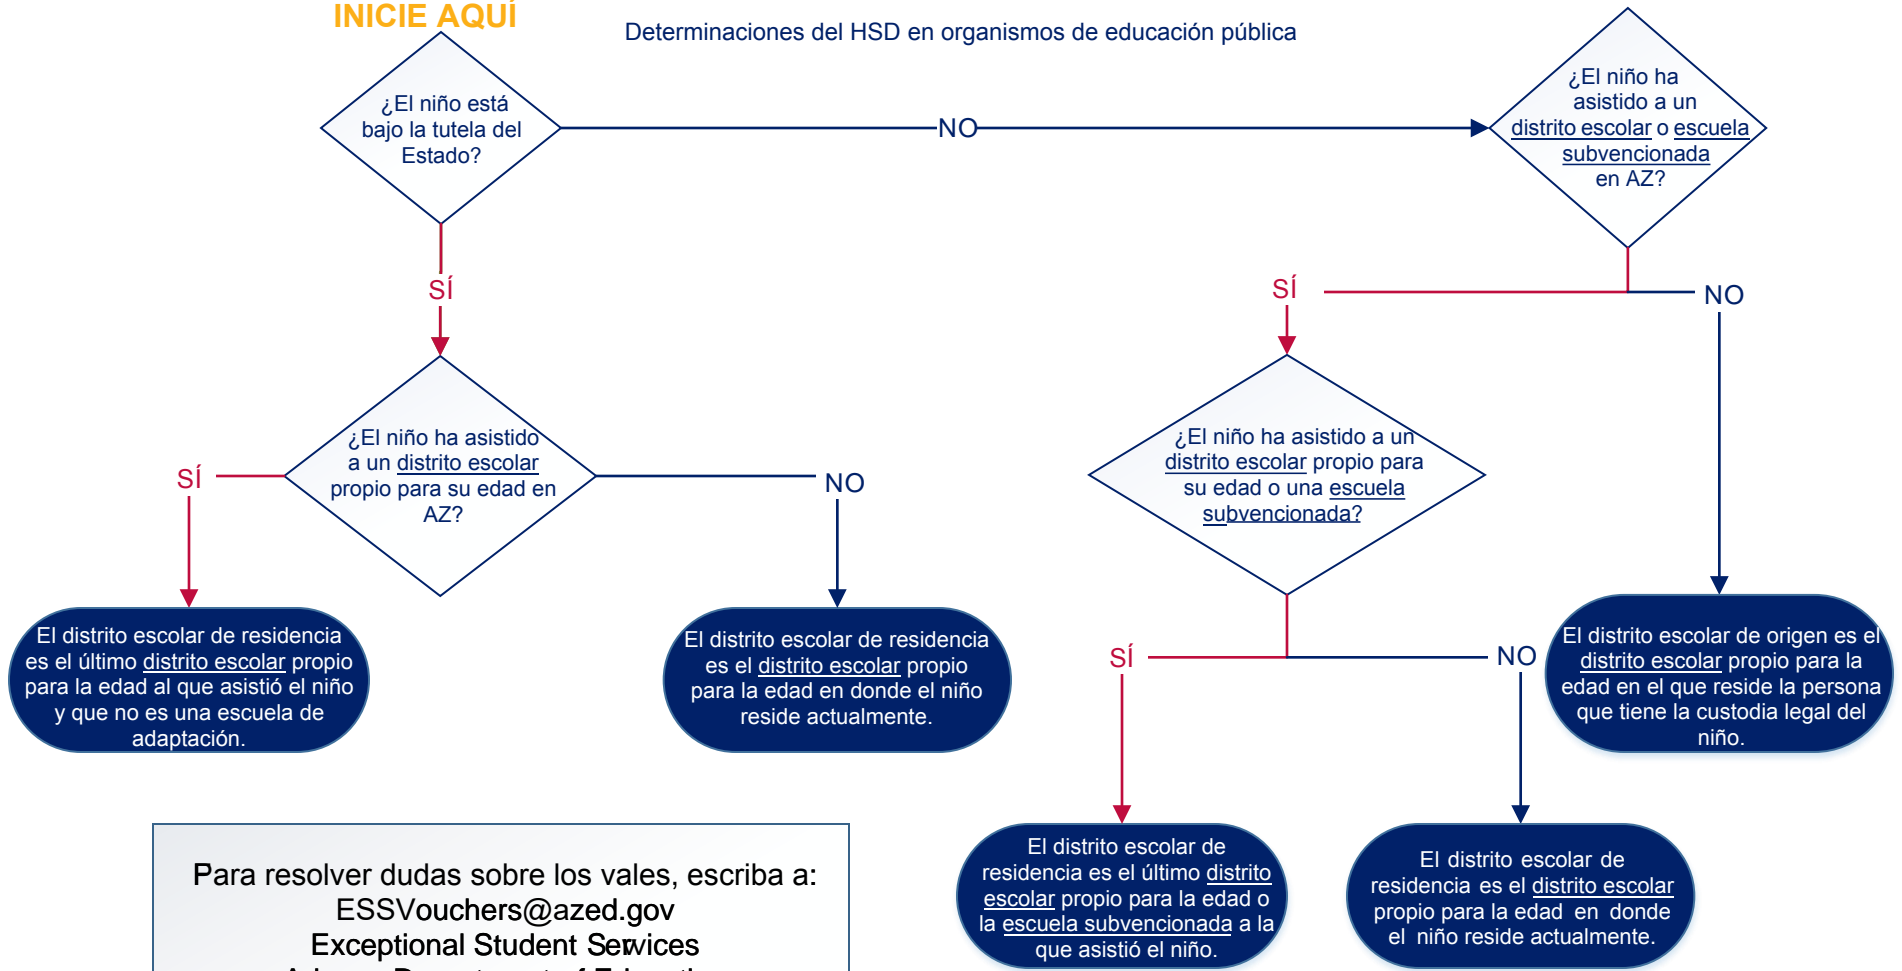 INICIE AQUÍ
Determinaciones del HSD en organismos de educación pública
¿El niño está
bajo la tutela del
Estado?
NO
¿El niño ha
asistido a un
distrito escolar o escuela
subvencionada
en AZ?
SÍ
SÍ
NO
¿El niño ha asistido
a un distrito escolar
propio para su edad en
AZ?
SÍ
NO
¿El niño ha asistido a un
distrito escolar propio para
su edad o una escuela
subvencionada?
SÍ
NO
El distrito escolar de residencia
es el último distrito escolar propio
para la edad al que asistió el niño
y que no es una escuela de
adaptación.
El distrito escolar de residencia
es el distrito escolar propio
para la edad en donde el niño
reside actualmente.
El distrito escolar de origen es el
distrito escolar propio para la
edad en el que reside la persona
que tiene la custodia legal del
niño.
El distrito escolar de
residencia es el último distrito
escolar propio para la edad o
la escuela subvencionada a la
que asistió el niño.
El distrito escolar de
residencia es el distrito escolar
propio para la edad en donde
el niño reside actualmente.
Para resolver dudas sobre los vales, escriba a:
ESSVouchers@azed.gov
Exceptional Student Services
Arizona Department of Education